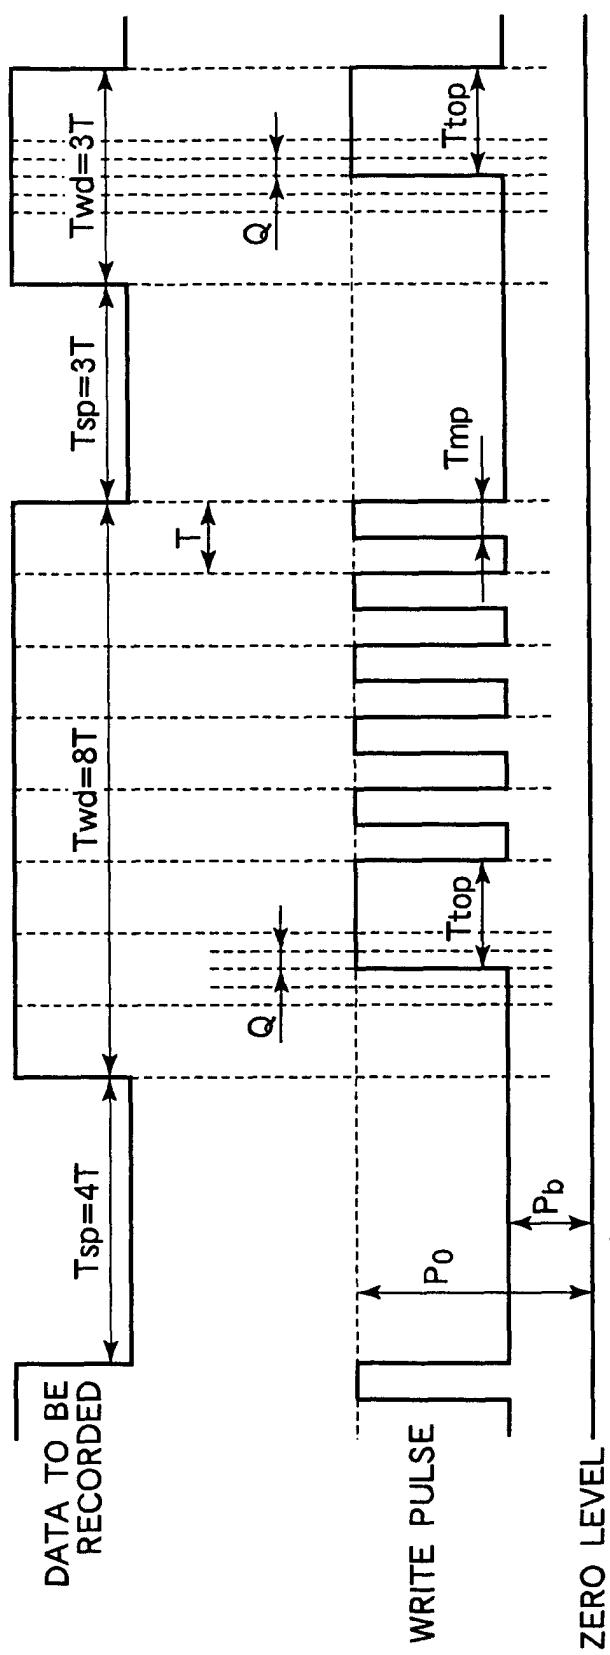 DATA TO BE
RECORDED
Tsp=4T
Twd=8T
Tsp=3T
Twd=3T
T
Q
Q
WRITE PULSE
Po
Pb
Ttop
Tmp
Ttop
ZERO LEVEL